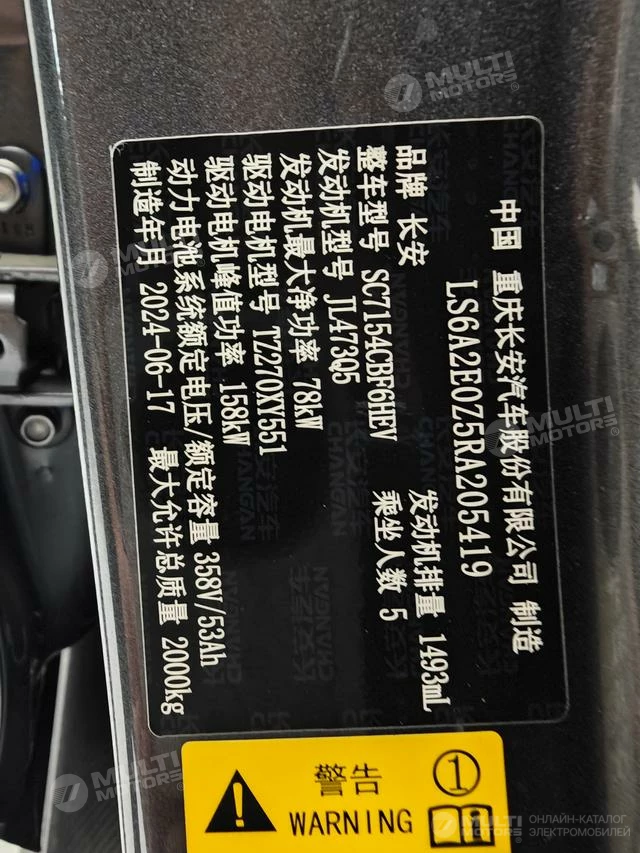 中国 重庆长安汽车股份有限公司 制造
LS6A2E0Z5RA205419
品牌 长安
整车型号 SC7154CBF6HEV 发动机排量 1493mL
发动机型号 JL473Q5 乘坐人数 5
发动机最大净功率 78kW
驱动电机型号 TZ270XY551
驱动电机峰值功率 158kW
动力电池系统额定电压/额定容量 358V/53Ah
制造年月 2024-06-17 最大允许总质量 2000kg
警告
WARNING
1
MULTI MOTORS®
ОНЛАЙН-КАТАЛОГ
ЭЛЕКТРОМОБИЛЕЙ